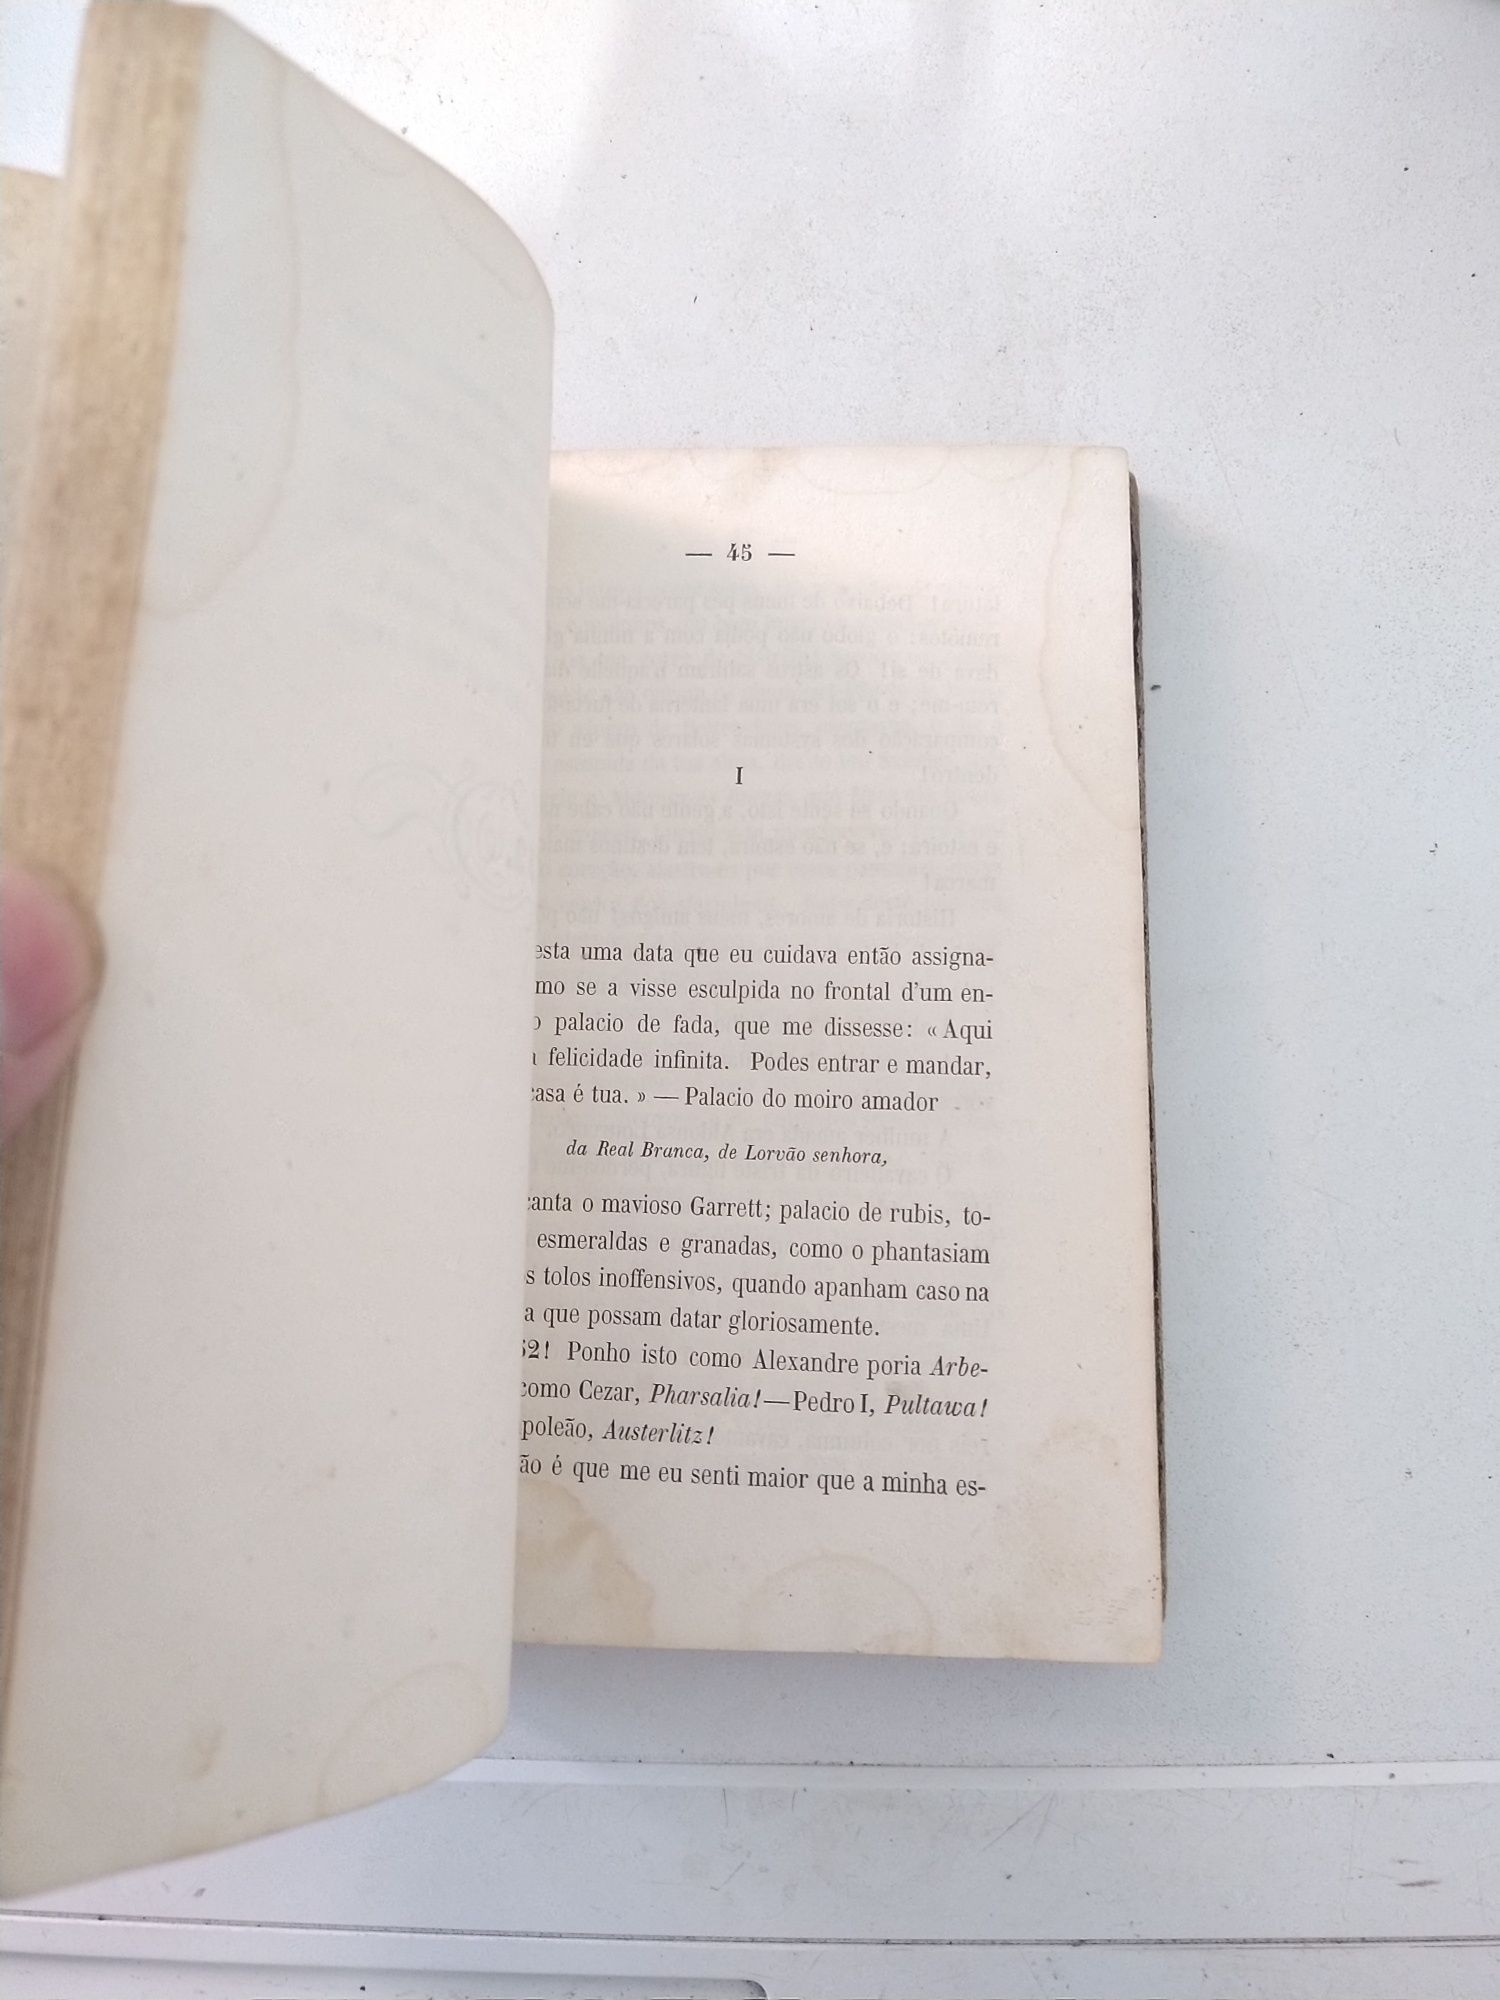 — 45 —
I
esta uma data que eu cuidava então assigna-
mo se a visse esculpida no frontal d'um en-
palacio de fada, que me dissesse: « Aqui
felicidade infinita. Podes entrar e mandar,
casa é tua. » — Palacio do moiro amador
da Real Branca, de Lorvão senhora,
canta o mavioso Garrett; palacio de rubis, to-
esmeraldas e granadas, como o phantasiam
s tolos inoffensivos, quando apanham caso na
a que possam datar gloriosamente.
52! Ponho isto como Alexandre poria Arbe-
como Cezar, Pharsalia!—Pedro I, Pultawa!
poleão, Austerlitz!
ão é que me eu senti maior que a minha es-